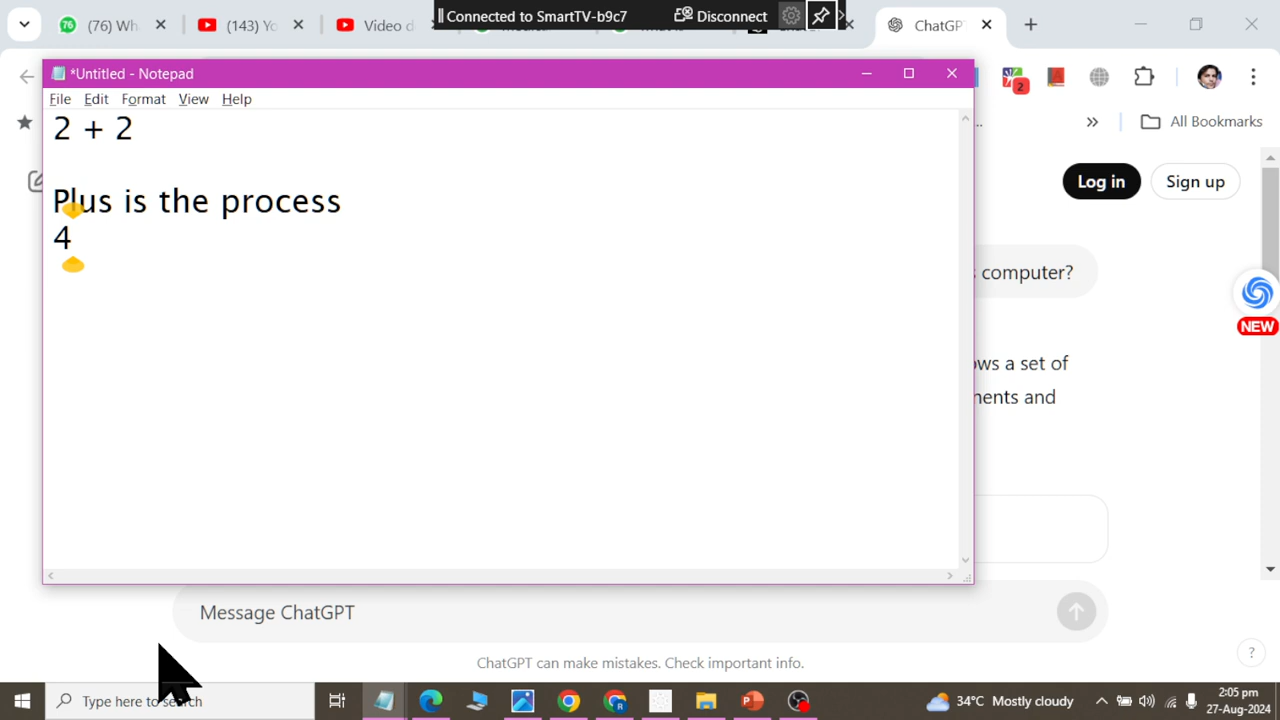 (76) Wh
(143) Yo
Video d
Connected to SmartTV-b9c7
Disconnect
ChatGP
*Untitled - Notepad
File Edit Format View Help
2 + 2
Plus is the process
4
2
All Bookmarks
Log in
Sign up
s computer?
ows a set of
nents and
NEW
Message ChatGPT
ChatGPT can make mistakes. Check important info.
?
Type here to search
34°C Mostly cloudy
2:05 pm
27-Aug-2024